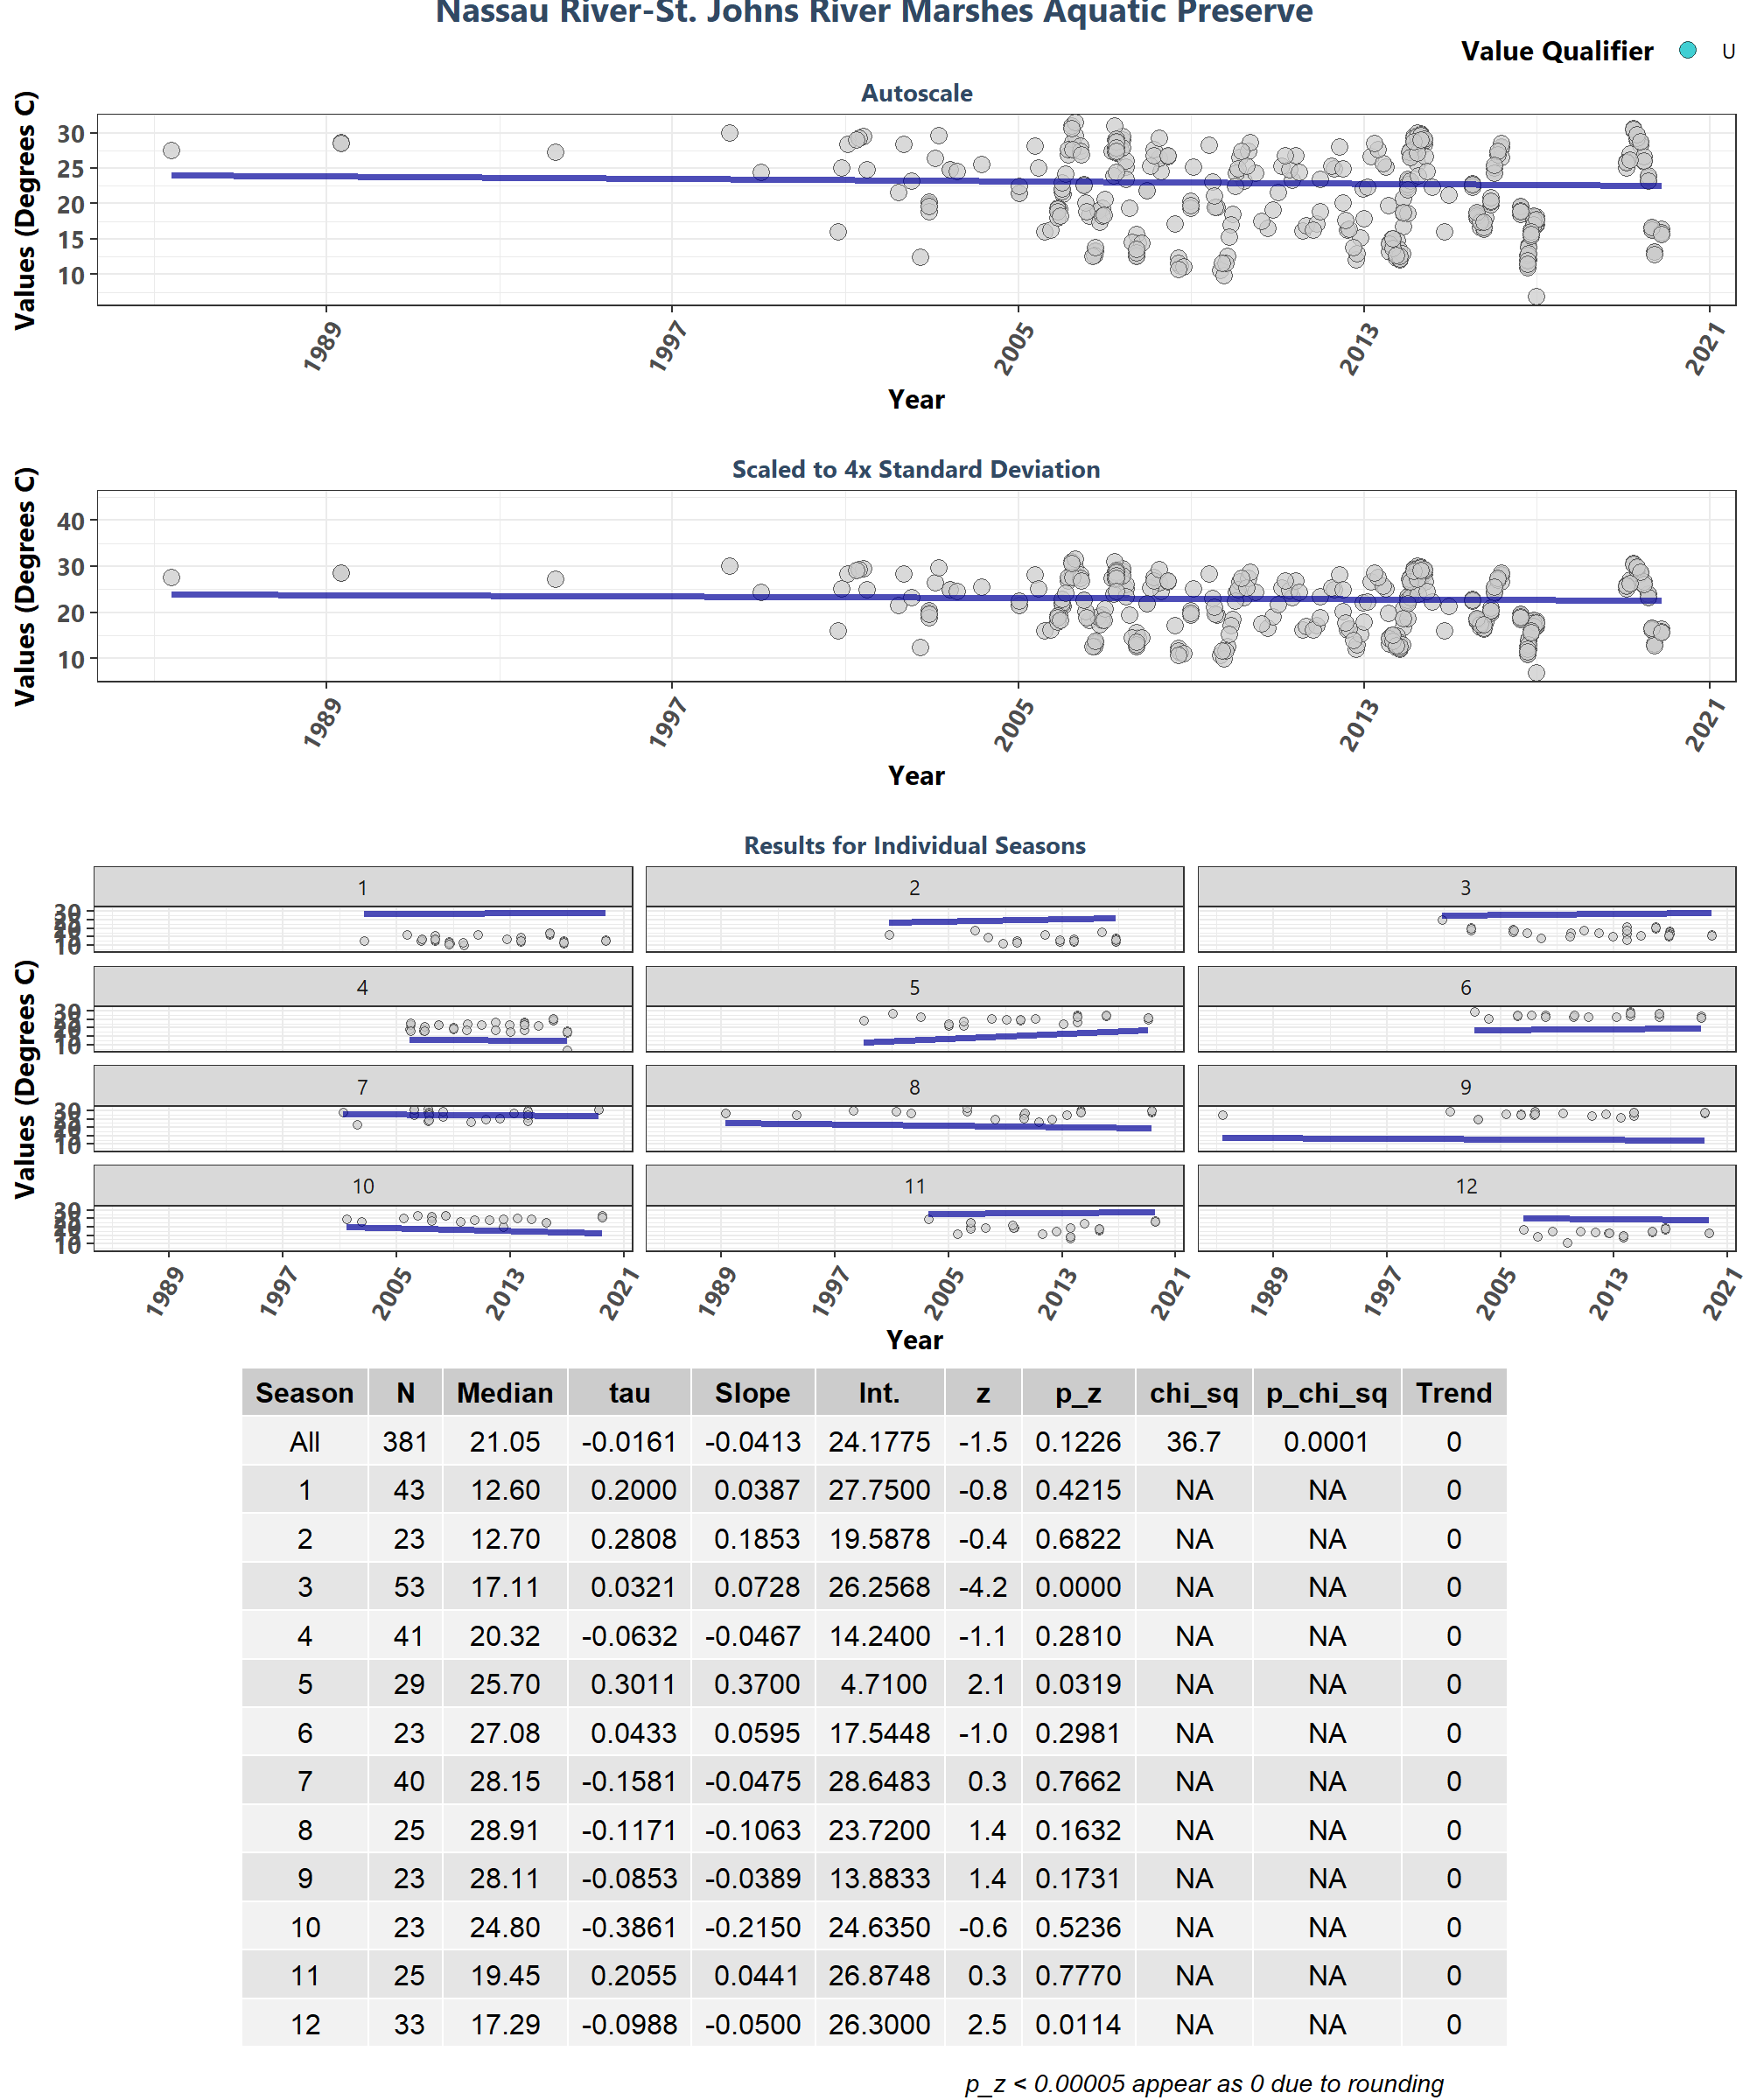 Nassau River-St. Johns River Marshes Aquatic Preserve
Value Qualifier U
Autoscale
Values (Degrees C)
30
25
20
15
10
1989 1997 2005 2013 2021
Year
Scaled to 4x Standard Deviation
Values (Degrees C)
40
30
20
10
1989 1997 2005 2013 2021
Year
Results for Individual Seasons
Values (Degrees C)
1 2 3
30
10
4 5 6
30
10
7 8 9
30
10
10 11 12
30
10
1989 1997 2005 2013 2021 1989 1997 2005 2013 2021 1989 1997 2005 2013 2021
Year
Season N Median tau Slope Int. z p_z chi_sq p_chi_sq Trend
All 381 21.05 -0.0161 -0.0413 24.1775 -1.5 0.1226 36.7 0.0001 0
1 43 12.60 0.2000 0.0387 27.7500 -0.8 0.4215 NA NA 0
2 23 12.70 0.2808 0.1853 19.5878 -0.4 0.6822 NA NA 0
3 53 17.11 0.0321 0.0728 26.2568 -4.2 0.0000 NA NA 0
4 41 20.32 -0.0632 -0.0467 14.2400 -1.1 0.2810 NA NA 0
5 29 25.70 0.3011 0.3700 4.7100 2.1 0.0319 NA NA 0
6 23 27.08 0.0433 0.0595 17.5448 -1.0 0.2981 NA NA 0
7 40 28.15 -0.1581 -0.0475 28.6483 0.3 0.7662 NA NA 0
8 25 28.91 -0.1171 -0.1063 23.7200 1.4 0.1632 NA NA 0
9 23 28.11 -0.0853 -0.0389 13.8833 1.4 0.1731 NA NA 0
10 23 24.80 -0.3861 -0.2150 24.6350 -0.6 0.5236 NA NA 0
11 25 19.45 0.2055 0.0441 26.8748 0.3 0.7770 NA NA 0
12 33 17.29 -0.0988 -0.0500 26.3000 2.5 0.0114 NA NA 0
p_z < 0.00005 appear as 0 due to rounding